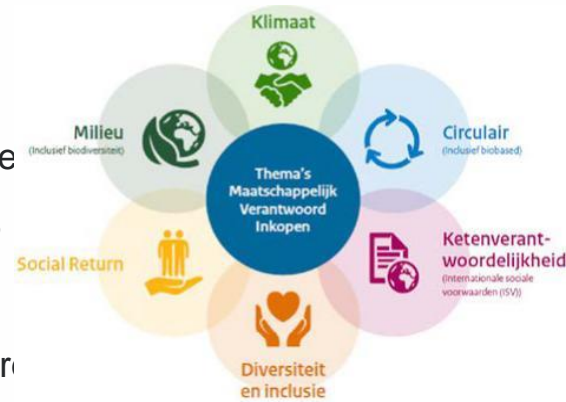 Klimaat
Milieu
(Inclusief biodiversiteit)
Circulair
(Inclusief biobased)
Thema's
Maatschappelijk
Verantwoord
Inkopen
Social Return
Ketenverant-
woordelijkheid
(Internationale sociale
voorwaarden (ISV))
Diversiteit
en inclusie